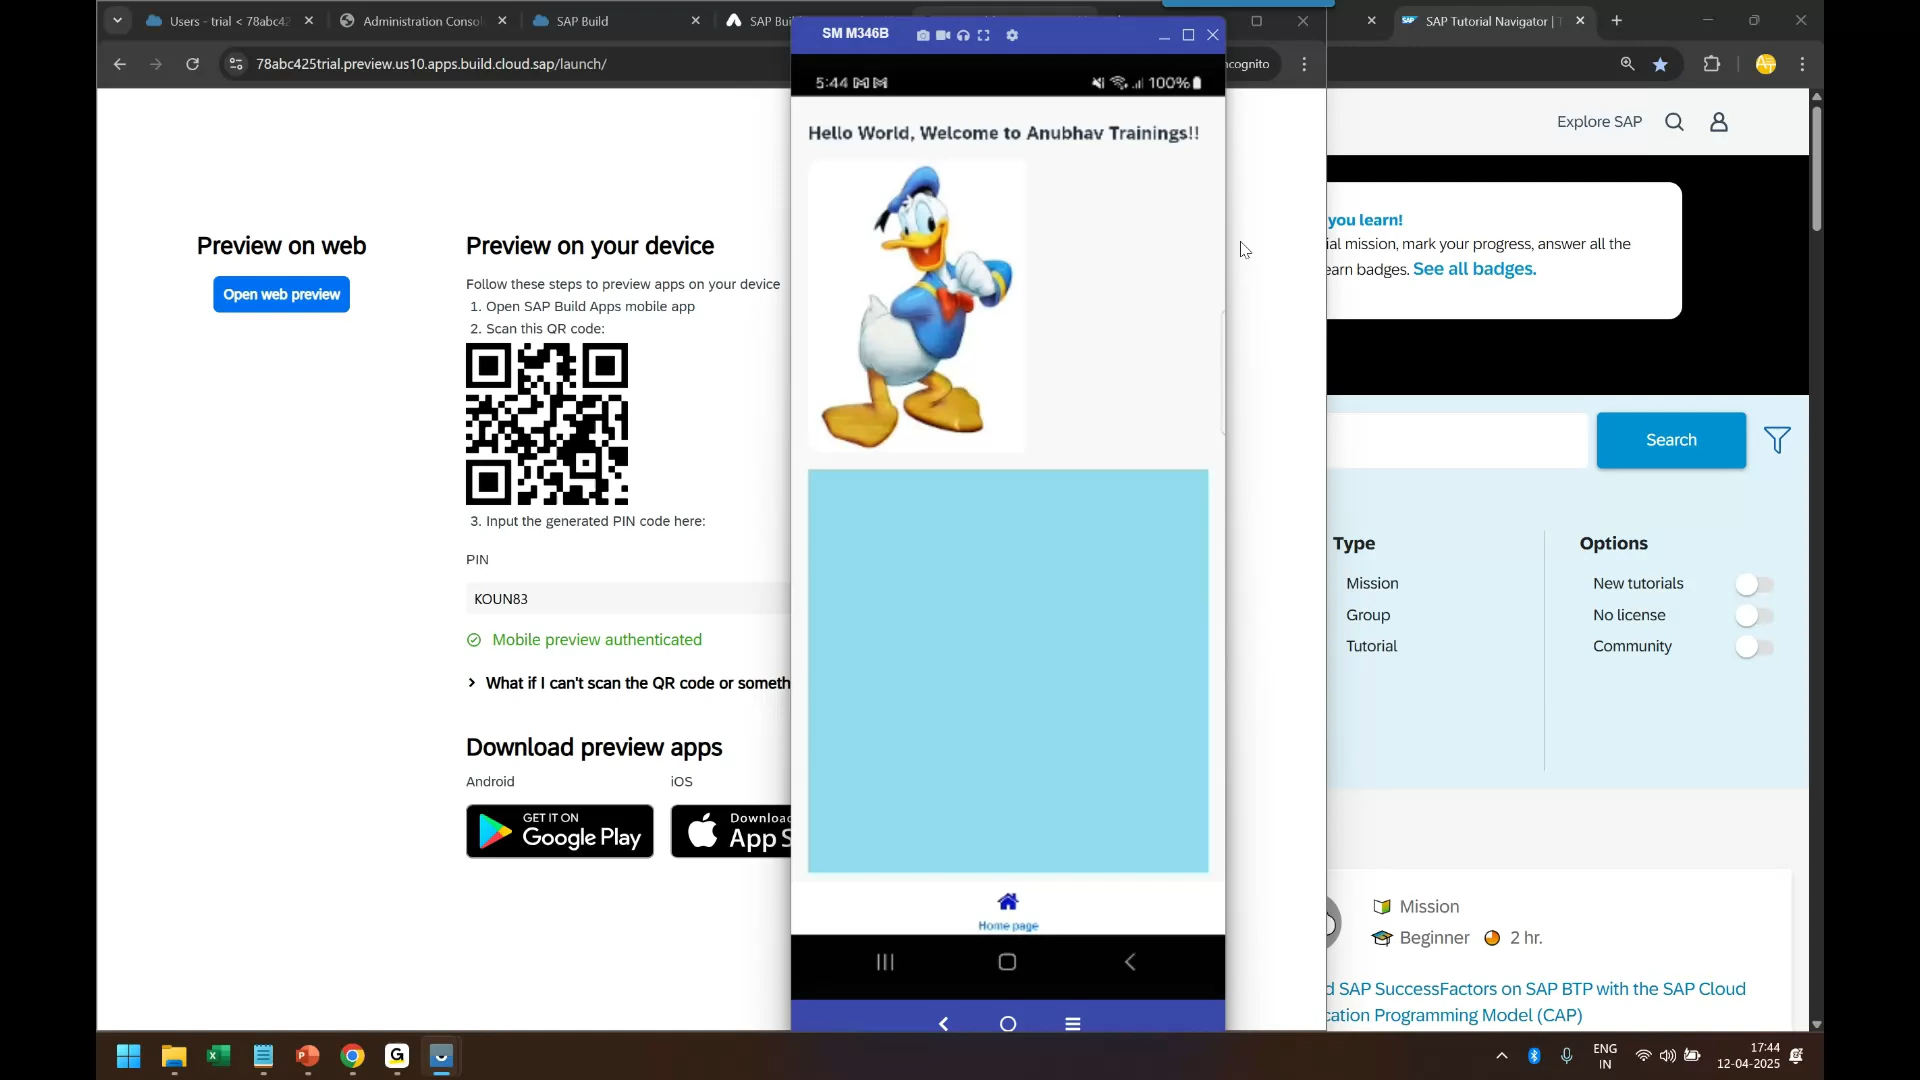 Users - trial < 78abc42
Administration Consol
SAP Build
SAP Bui
SAP Tutorial Navigator | T
78abc425trial.preview.us10.apps.build.cloud.sap/launch/
cognito
SM M346B
5:44
100%
Hello World, Welcome to Anubhav Trainings!!
Home page
Preview on web
Open web preview
Preview on your device
Follow these steps to preview apps on your device
1. Open SAP Build Apps mobile app
2. Scan this QR code:
3. Input the generated PIN code here:
PIN
KOUN83
Mobile preview authenticated
What if I can't scan the QR code or someth
Download preview apps
Android
iOS
GET IT ON
Google Play
Download
App S
Explore SAP
you learn!
ial mission, mark your progress, answer all the
earn badges. See all badges.
Search
Type
Mission
Group
Tutorial
Options
New tutorials
No license
Community
Mission
Beginner
2 hr.
d SAP SuccessFactors on SAP BTP with the SAP Cloud
cation Programming Model (CAP)
ENG
IN
17:44
12-04-2025